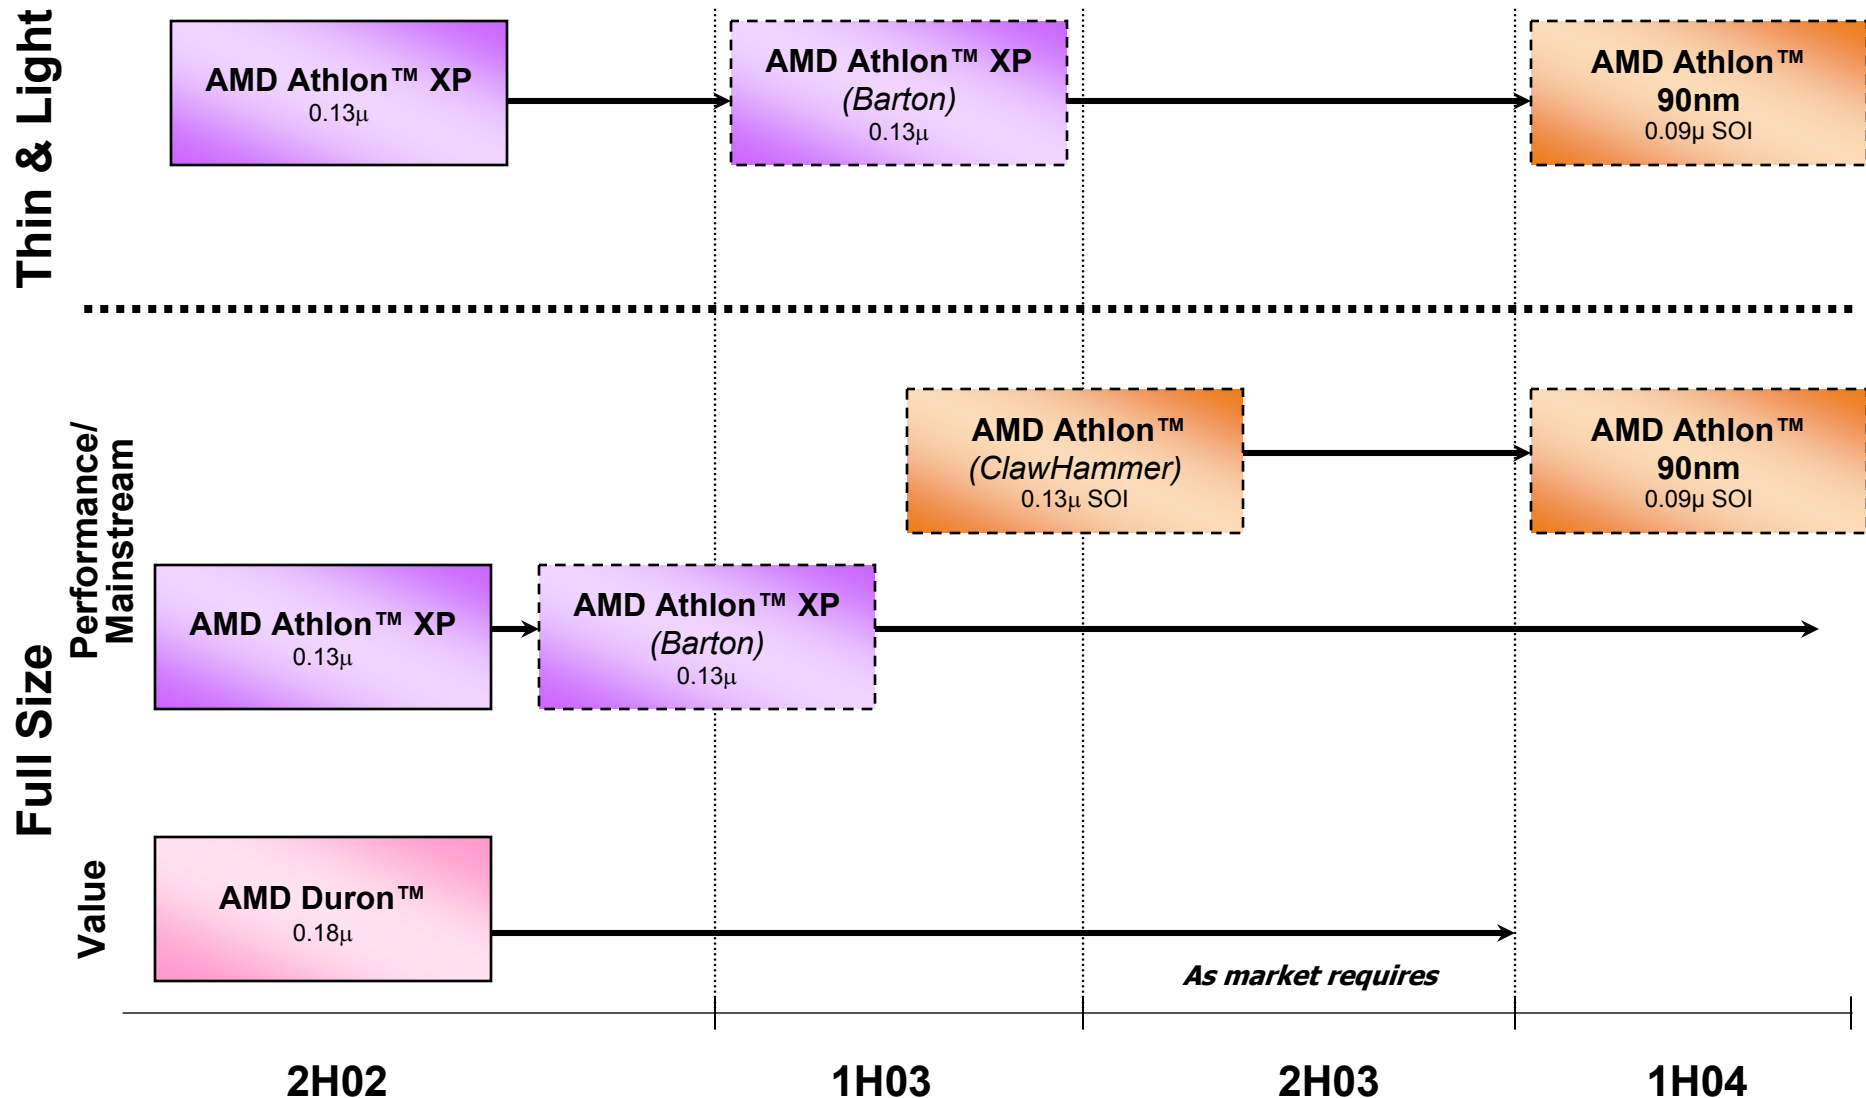 Thin & Light
AMD Athlon™ XP
0.13µ
AMD Athlon™ XP
(Barton)
0.13µ
AMD Athlon™
90nm
0.09µ SOI
Full Size
Performance/
Mainstream
AMD Athlon™
(ClawHammer)
0.13µ SOI
AMD Athlon™
90nm
0.09µ SOI
AMD Athlon™ XP
0.13µ
AMD Athlon™ XP
(Barton)
0.13µ
Value
AMD Duron™
0.18µ
As market requires
2H02
1H03
2H03
1H04